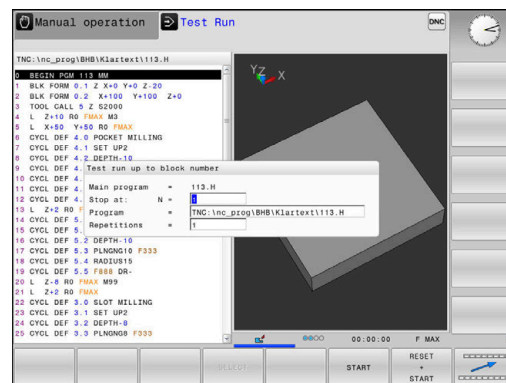 Manual operation
Test Run
DNC
TNC:\nc_prog\BHB\Klartext\113.H
0 BEGIN PGM 113 MM
1 BLK FORM 0.1 Z X+0 Y+0 Z-20
2 BLK FORM 0.2 X+100 Y+100 Z+0
3 TOOL CALL 5 Z S2000
4 L Z+10 R0 FMAX M3
5 L X+50 Y+50 R0 FMAX
6 CYCL DEF 4.0 POCKET MILLING
7 CYCL DEF 4.1 SET UP2
8 CYCL DEF 4.2 DEPTH-10
9 CYCL DEF 4.
10 CYCL DEF 4.
11 CYCL DEF 4.
12 CYCL DEF 4.
13 L Z+2 R0
14 CYCL DEF 5.
15 CYCL DEF 5.
16 CYCL DEF 5.2 DEPTH-10
17 CYCL DEF 5.3 PLNGNG10 F333
18 CYCL DEF 5.4 RADIUS15
19 CYCL DEF 5.5 F888 DR-
20 L Z-8 R0 FMAX M99
21 L Z+2 R0 FMAX
22 CYCL DEF 3.0 SLOT MILLING
23 CYCL DEF 3.1 SET UP2
24 CYCL DEF 3.2 DEPTH-8
25 CYCL DEF 3.3 PLNGNG8 F333
Test run up to block number
Main program = 113.H
Stop at: N =
Program = TNC:\nc_prog\BHB\Klartext\113.H
Repetitions = 1
Y Z X
00:00:00 F MAX
SELECT
START
RESET
+
START